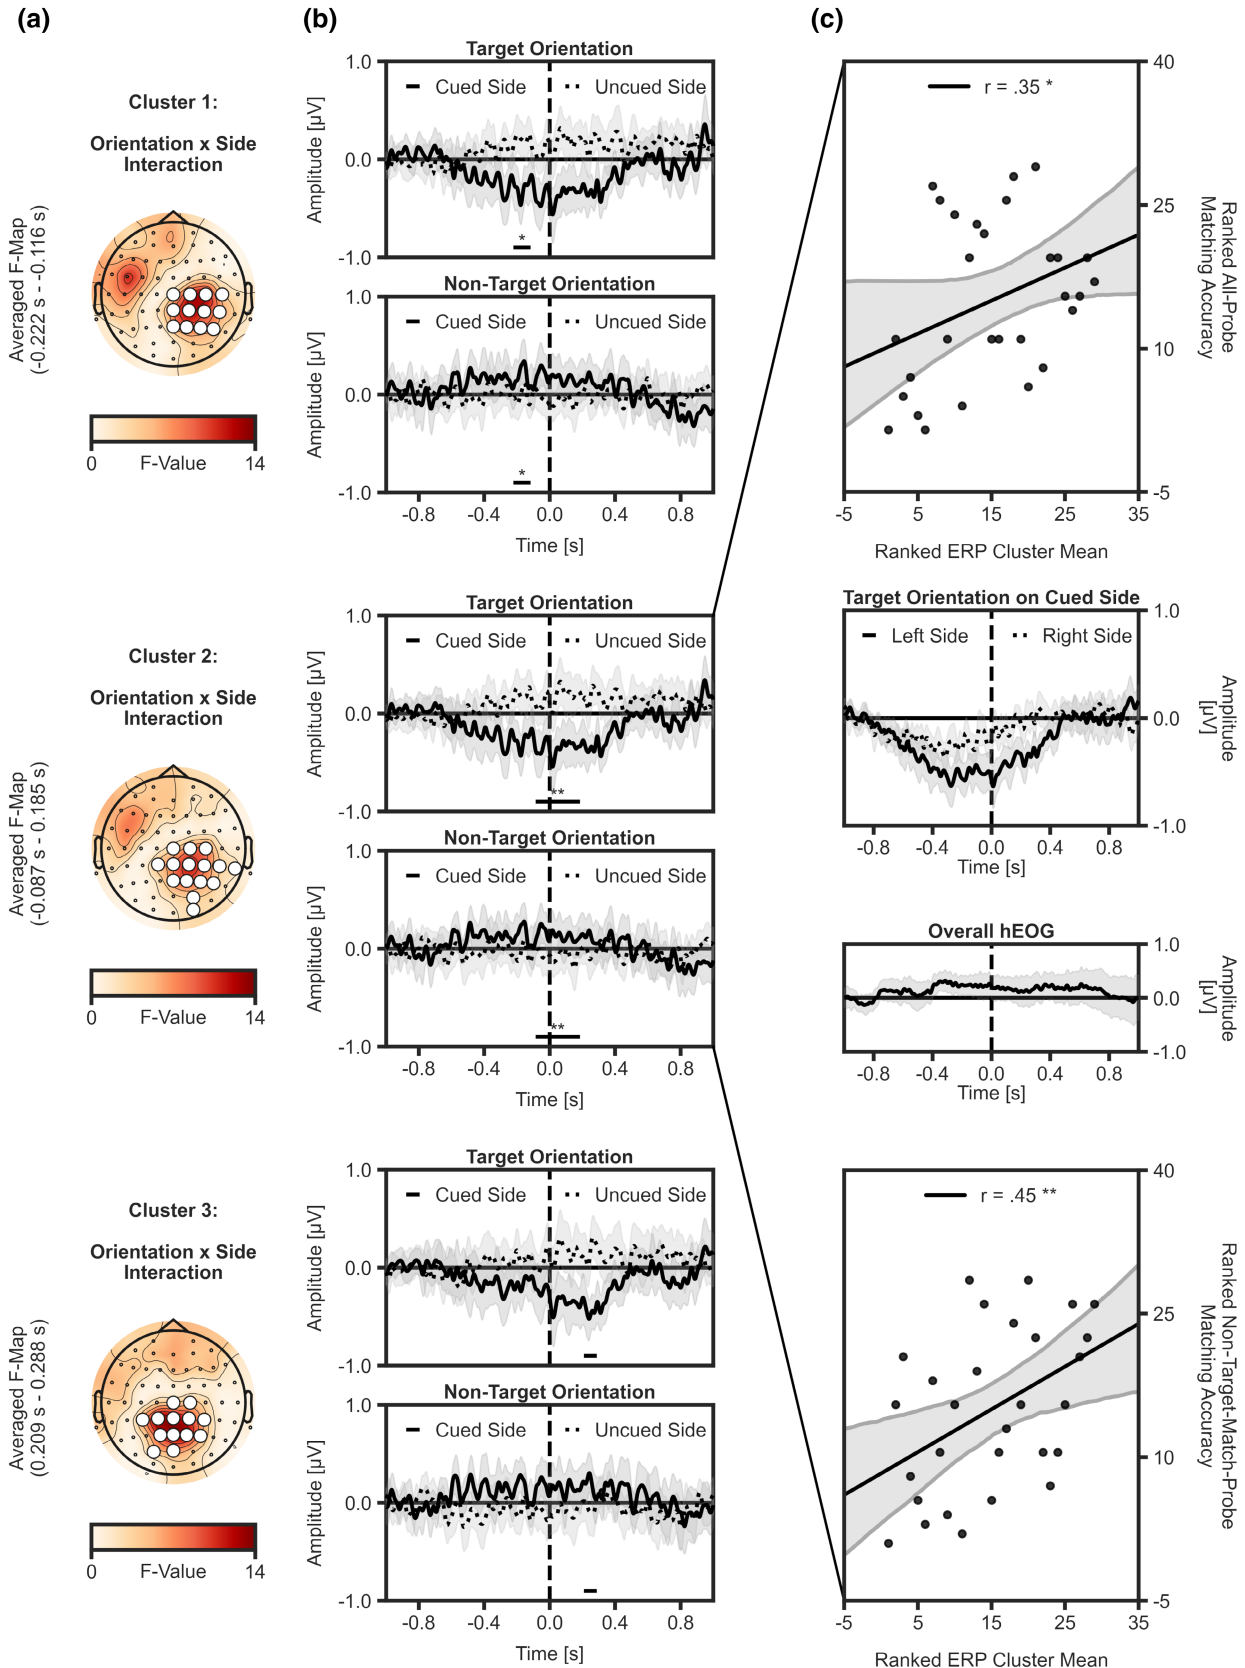 (a)
Cluster 1:
Orientation x Side
Interaction
Averaged F-Map
(-0.222 s - -0.116 s)
0 F-Value 14
Cluster 2:
Orientation x Side
Interaction
Averaged F-Map
(-0.087 s - 0.185 s)
0 F-Value 14
Cluster 3:
Orientation x Side
Interaction
Averaged F-Map
(0.209 s - 0.288 s)
0 F-Value 14
(b)
Target Orientation
Cued Side Uncued Side
Amplitude [µV]
1.0
0.0
-1.0
*
Non-Target Orientation
Cued Side Uncued Side
Amplitude [µV]
1.0
0.0
-1.0
*
-0.8 -0.4 0.0 0.4 0.8
Time [s]
Target Orientation
Cued Side Uncued Side
Amplitude [µV]
1.0
0.0
-1.0
**
Non-Target Orientation
Cued Side Uncued Side
Amplitude [µV]
1.0
0.0
-1.0
**
-0.8 -0.4 0.0 0.4 0.8
Time [s]
Target Orientation
Cued Side Uncued Side
Amplitude [µV]
1.0
0.0
-1.0
Non-Target Orientation
Cued Side Uncued Side
Amplitude [µV]
1.0
0.0
-1.0
-0.8 -0.4 0.0 0.4 0.8
Time [s]
(c)
r = .35 *
40
25
10
-5
Ranked All-Probe
Matching Accuracy
-5 5 15 25 35
Ranked ERP Cluster Mean
Target Orientation on Cued Side
Left Side Right Side
1.0
0.0
-1.0
Amplitude
[µV]
-0.8 -0.4 0.0 0.4 0.8
Time [s]
Overall hEOG
1.0
0.0
-1.0
Amplitude
[µV]
-0.8 -0.4 0.0 0.4 0.8
Time [s]
r = .45 **
40
25
10
-5
Ranked Non-Target-Match-Probe
Matching Accuracy
-5 5 15 25 35
Ranked ERP Cluster Mean